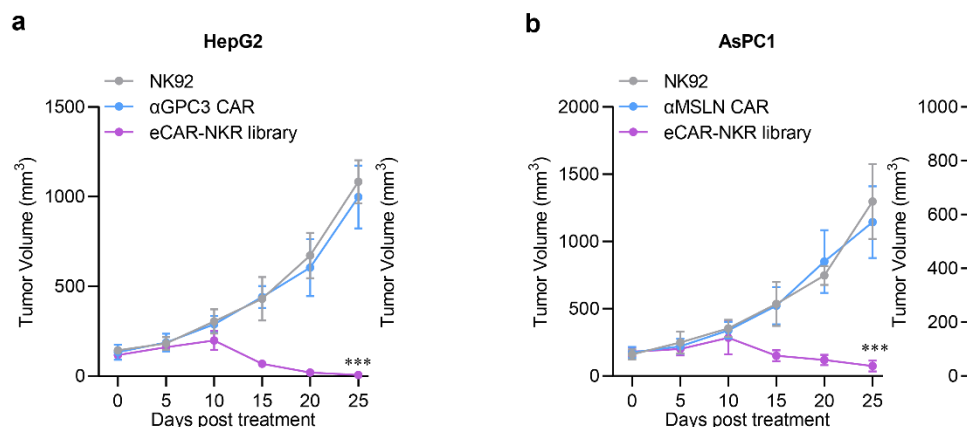 a
HepG2
NK92
αGPC3 CAR
eCAR-NKR library
Tumor Volume (mm³)
1500
1000
500
0
***
0 5 10 15 20 25
Days post treatment
b
AsPC1
NK92
αMSLN CAR
eCAR-NKR library
Tumor Volume (mm³)
2000
1500
1000
500
0
***
0 5 10 15 20 25
Days post treatment
Tumor Volume (mm³)
1000
800
600
400
200
0